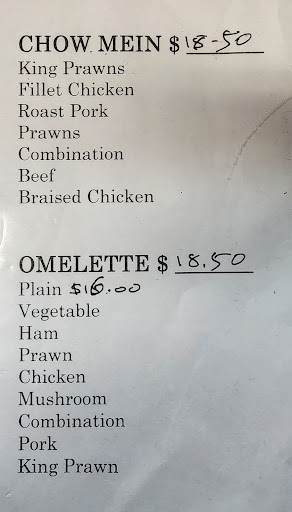 CHOW MEIN $18-50
King Prawns
Fillet Chicken
Roast Pork
Prawns
Combination
Beef
Braised Chicken
OMELETTE $18.50
Plain $16.00
Vegetable
Ham
Prawn
Chicken
Mushroom
Combination
Pork
King Prawn